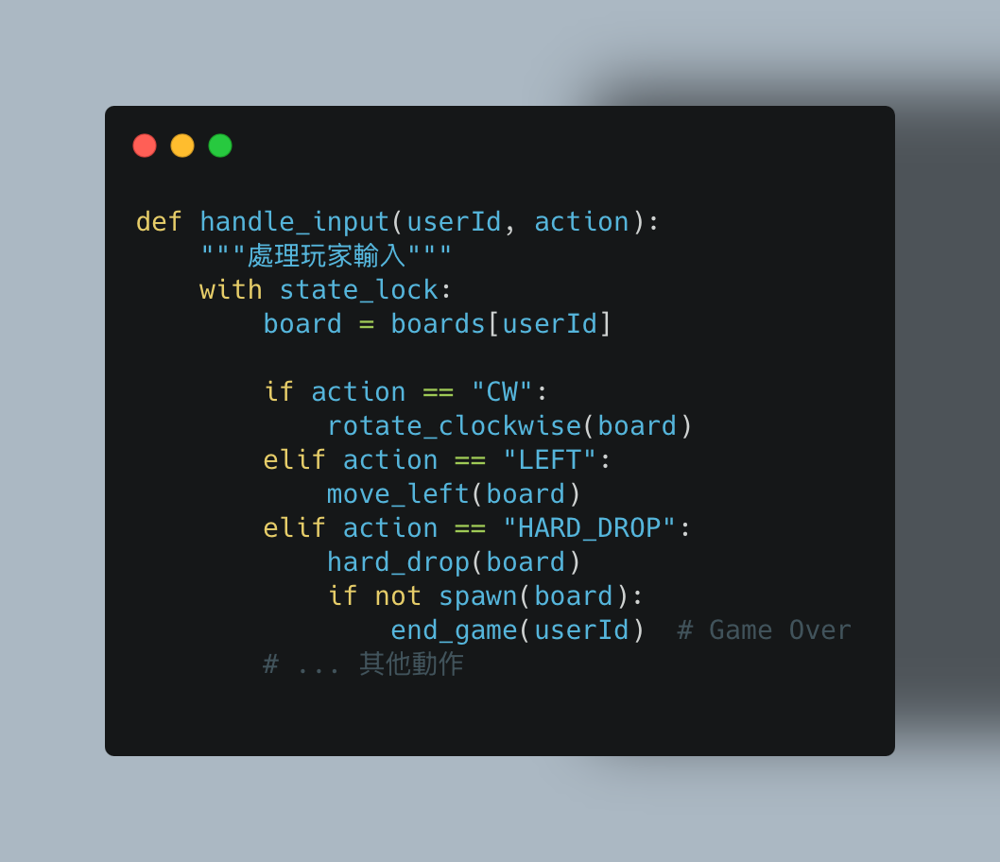 def handle_input(userId, action):
    """處理玩家輸入"""
    with state_lock:
        board = boards[userId]

        if action == "CW":
            rotate_clockwise(board)
        elif action == "LEFT":
            move_left(board)
        elif action == "HARD_DROP":
            hard_drop(board)
            if not spawn(board):
                end_game(userId)  # Game Over
        # ... 其他動作